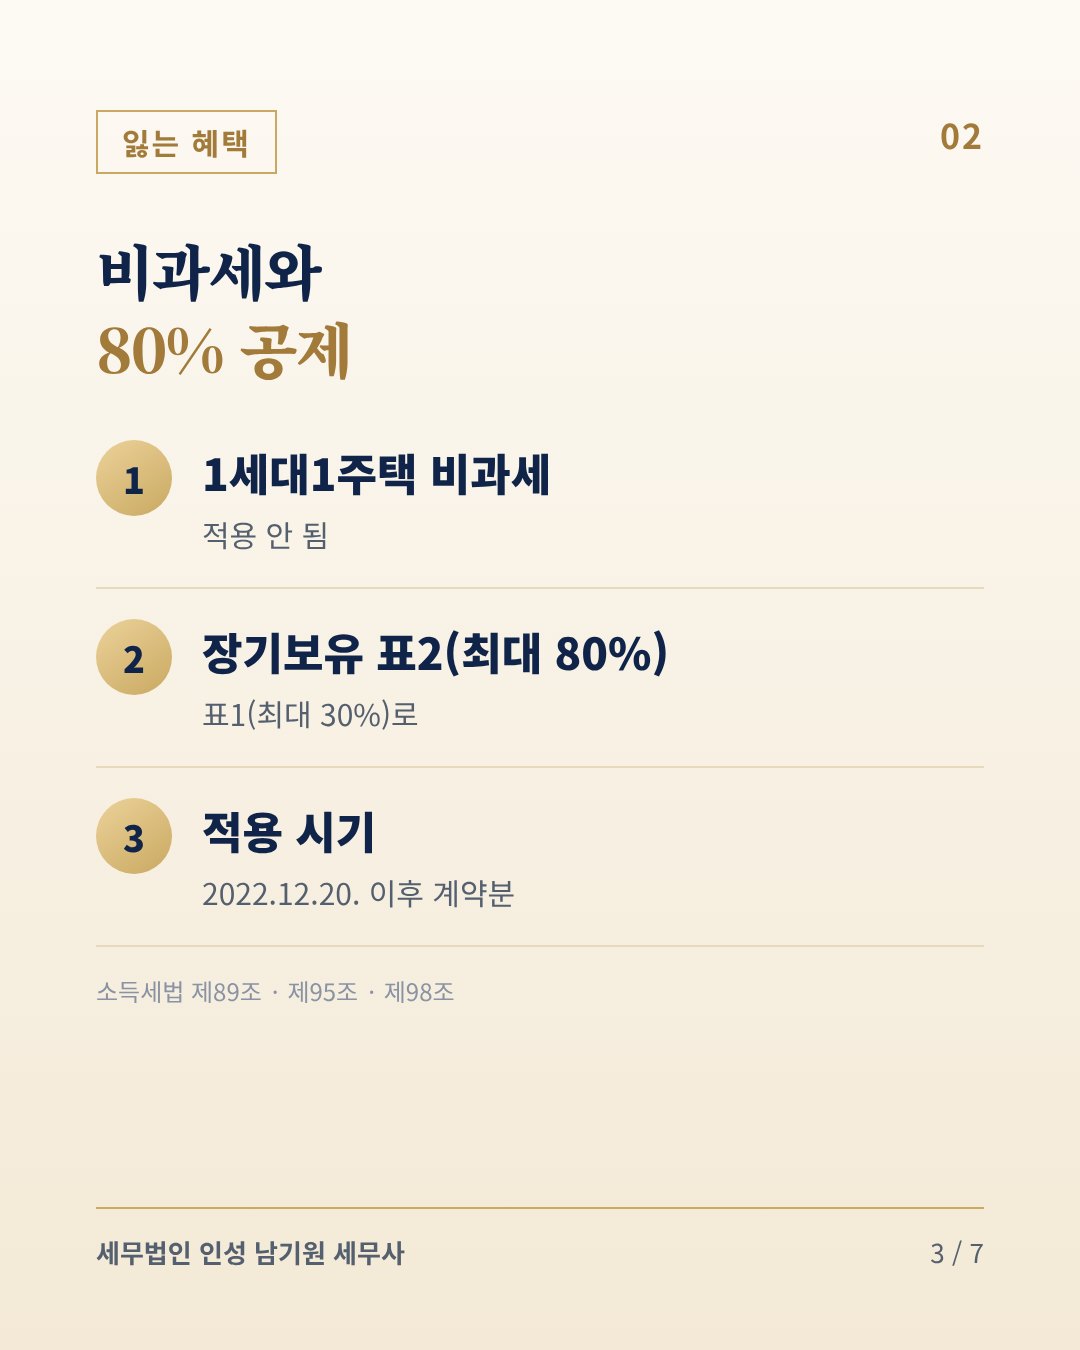 잃는 혜택
02
비과세와
80% 공제
1
1세대1주택 비과세
적용 안 됨
2
장기보유 표2(최대 80%)
표1(최대 30%)로
3
적용 시기
2022.12.20. 이후 계약분
소득세법 제89조 · 제95조 · 제98조
세무법인 인성 남기원 세무사
3 / 7